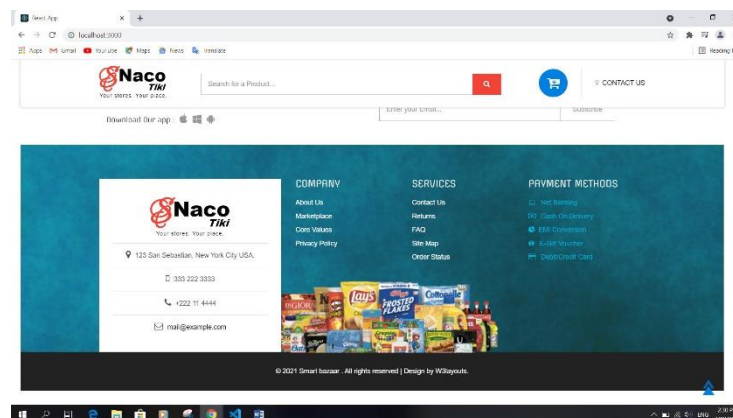 React App
localhost:3000
Apps
Gmail
YouTube
Maps
News
Translate
Reading
Naco
Tiki
Your stores. Your place.
Search for a Product...
CONTACT US
Download Our app :
Enter your Email...
Subscribe
Naco
Tiki
Your stores. Your place.
123 San Sebastian, New York City USA.
333 222 3333
+222 11 4444
mail@example.com
COMPANY
About Us
Marketplace
Core Values
Privacy Policy
SERVICES
Contact Us
Returns
FAQ
Site Map
Order Status
PAYMENT METHODS
Net Banking
Cash On Delivery
EMI Conversion
E-Gift Voucher
Debit/Credit Card
Lays
FROSTED
FLAKES
Cottonelle
© 2021 Smart bazaar . All rights reserved | Design by W3layouts.
ENG